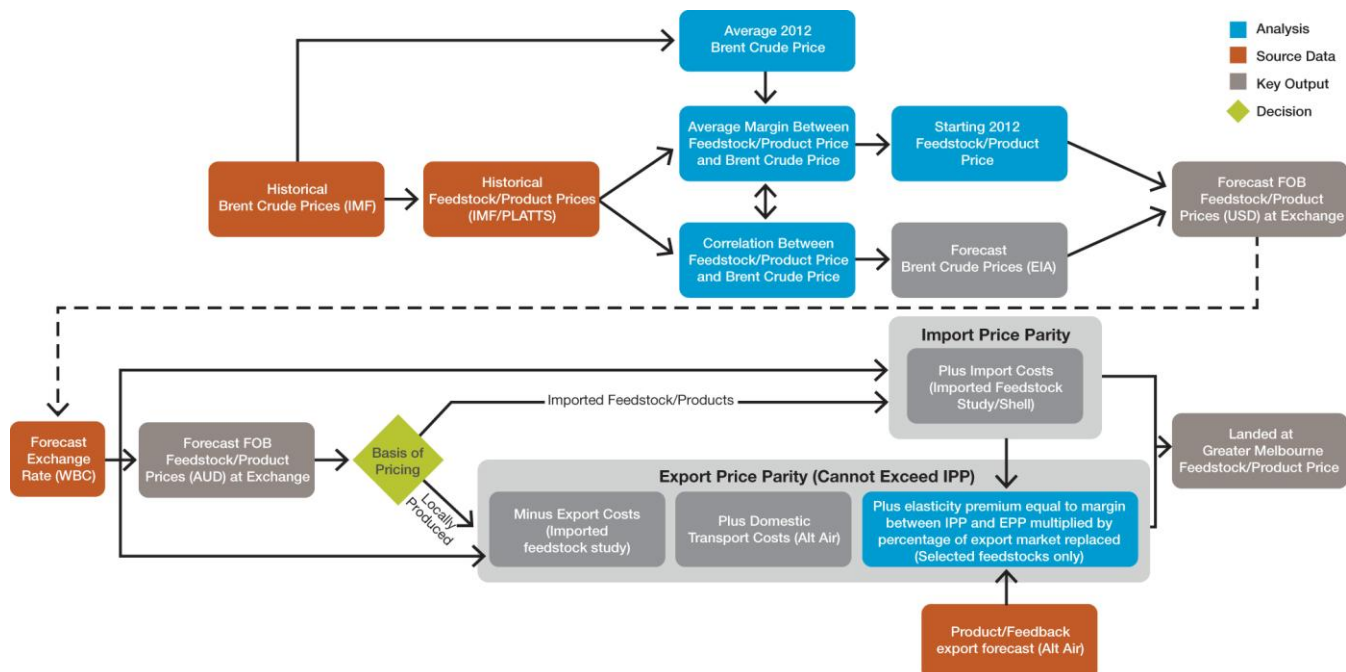 Average 2012
Brent Crude Price
Analysis
Source Data
Key Output
Decision
Average Margin Between
Feedstock/Product Price
and Brent Crude Price
Starting 2012
Feedstock/Product
Price
Historical
Brent Crude Prices (IMF)
Historical
Feedstock/Product Prices
(IMF/PLATTS)
Forecast FOB
Feedstock/Product
Prices (USD) at Exchange
Correlation Between
Feedstock/Product Price
and Brent Crude Price
Forecast
Brent Crude Prices (EIA)
Import Price Parity
Plus Import Costs
(Imported Feedstock
Study/Shell)
Imported Feedstock/Products
Forecast
Exchange
Rate (WBC)
Forecast FOB
Feedstock/Product
Prices (AUD) at Exchange
Basis of
Pricing
Locally
Produced
Landed at
Greater Melbourne
Feedstock/Product Price
Export Price Parity (Cannot Exceed IPP)
Minus Export Costs
(Imported
feedstock study)
Plus Domestic
Transport Costs (Alt Air)
Plus elasticity premium equal to margin
between IPP and EPP multiplied by
percentage of export market replaced
(Selected feedstocks only)
Product/Feedback
export forecast (Alt Air)